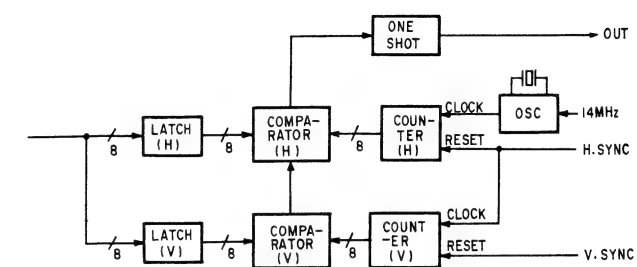 ONE
SHOT
OUT
CLOCK
OSC
14MHz
LATCH
(H)
8
8
COMPA-
RATOR
(H)
8
COUN-
TER
(H)
RESET
H.SYNC
CLOCK
LATCH
(V)
8
8
COMPA-
RATOR
(V)
8
COUNT
-ER
(V)
RESET
V.SYNC